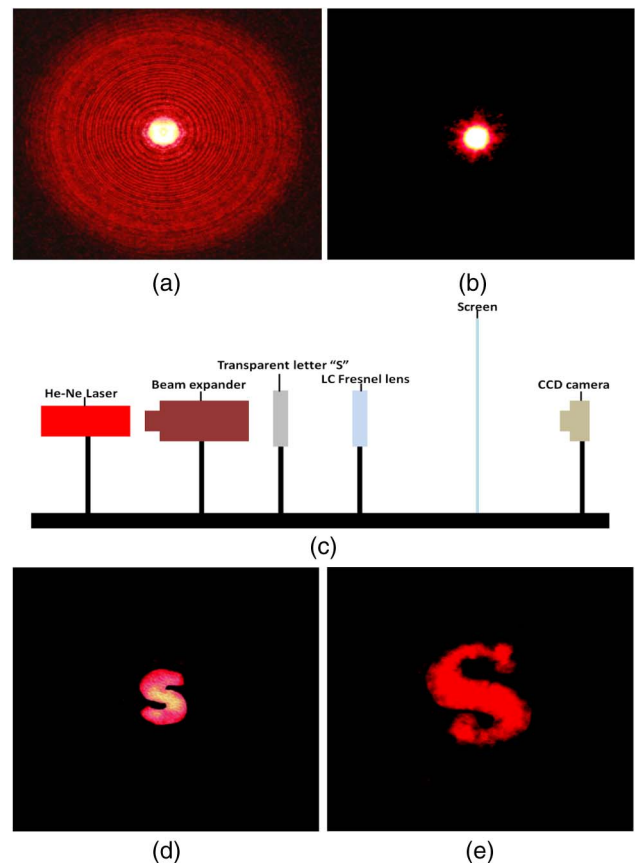 (a) (b)
Screen
Transparent letter “S”
He-Ne Laser Beam expander LC Fresnel lens CCD camera
(c)
S S
(d) (e)